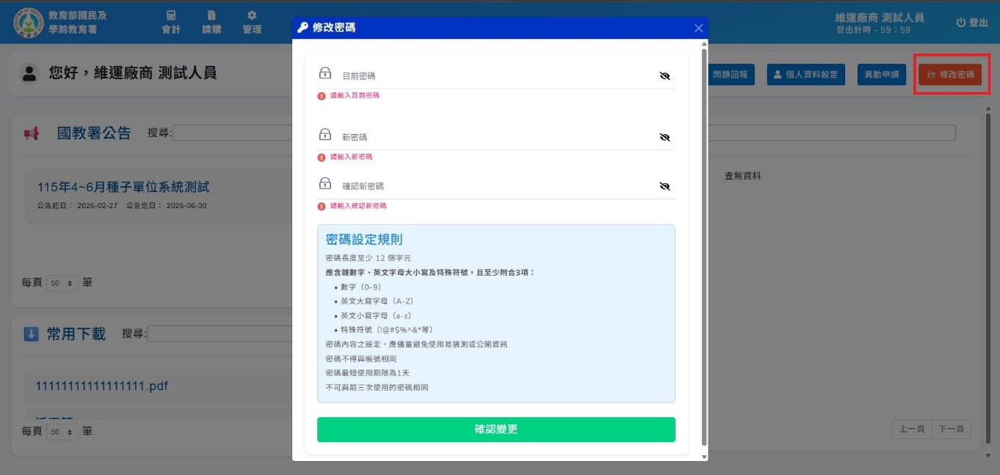 教育部國民及
學前教育署
會計
請購
管理
維運廠商 測試人員
登出計時 - 59：59
登出
您好，維運廠商 測試人員
問題回報
個人資料設定
異動申請
修改密碼
國教署公告
搜尋:
115年4~6月種子單位系統測試
公告起日： 2026-02-27 公告迄日： 2026-06-30
每頁 50 筆
查無資料
常用下載
搜尋:
11111111111111111.pdf
每頁 50 筆
上一頁 下一頁
修改密碼
目前密碼
請輸入目前密碼
新密碼
請輸入新密碼
確認新密碼
請輸入確認新密碼
密碼設定規則
密碼長度至少 12 個字元
應含雜數字、英文字母大小寫及特殊符號，且至少附合3項：
• 數字（0-9）
• 英文大寫字母（A-Z）
• 英文小寫字母（a-z）
• 特殊符號（!@#$%^&*等）
密碼內容之設定，應儘量避免使用易猜測或公開資訊
密碼不得與帳號相同
密碼最短使用期限為1天
不可與前三次使用的密碼相同
確認變更